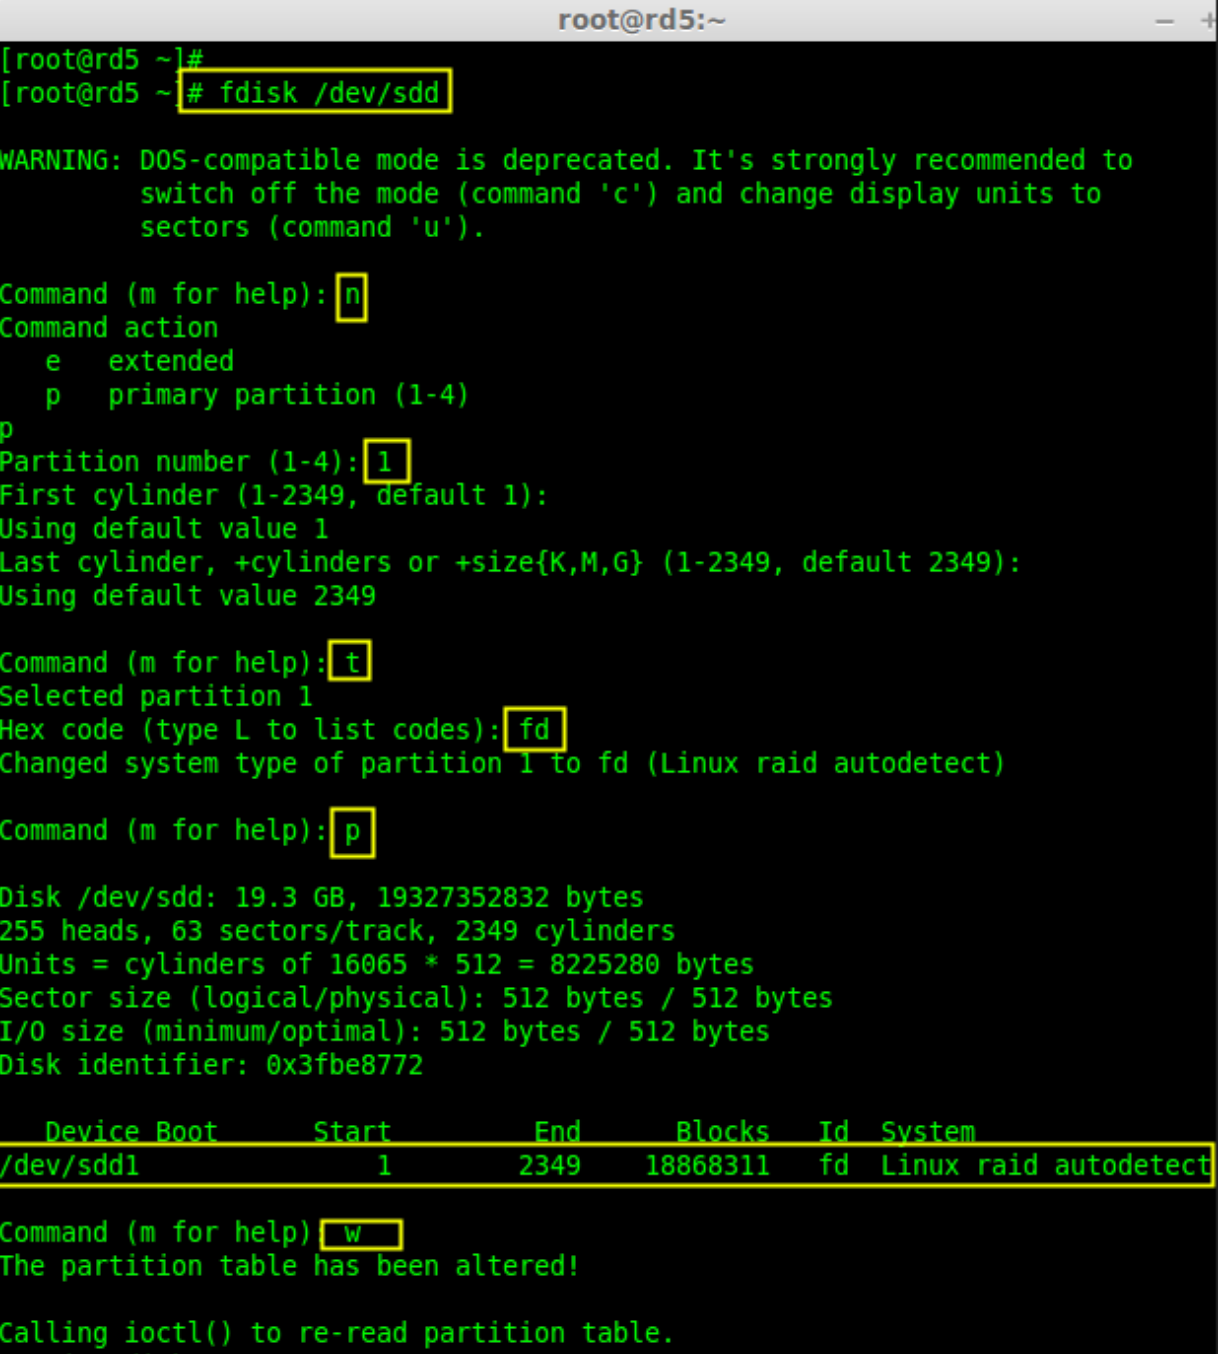 root@rd5:~
[root@rd5 ~]#
[root@rd5 ~]# fdisk /dev/sdd
WARNING: DOS-compatible mode is deprecated. It's strongly recommended to
switch off the mode (command 'c') and change display units to
sectors (command 'u').
Command (m for help): n
Command action
e   extended
p   primary partition (1-4)
p
Partition number (1-4): 1
First cylinder (1-2349, default 1):
Using default value 1
Last cylinder, +cylinders or +size{K,M,G} (1-2349, default 2349):
Using default value 2349
Command (m for help): t
Selected partition 1
Hex code (type L to list codes): fd
Changed system type of partition 1 to fd (Linux raid autodetect)
Command (m for help): p
Disk /dev/sdd: 19.3 GB, 19327352832 bytes
255 heads, 63 sectors/track, 2349 cylinders
Units = cylinders of 16065 * 512 = 8225280 bytes
Sector size (logical/physical): 512 bytes / 512 bytes
I/O size (minimum/optimal): 512 bytes / 512 bytes
Disk identifier: 0x3fbe8772
Device Boot      Start         End      Blocks   Id  System
/dev/sdd1               1        2349    18868311   fd  Linux raid autodetect
Command (m for help): w
The partition table has been altered!
Calling ioctl() to re-read partition table.